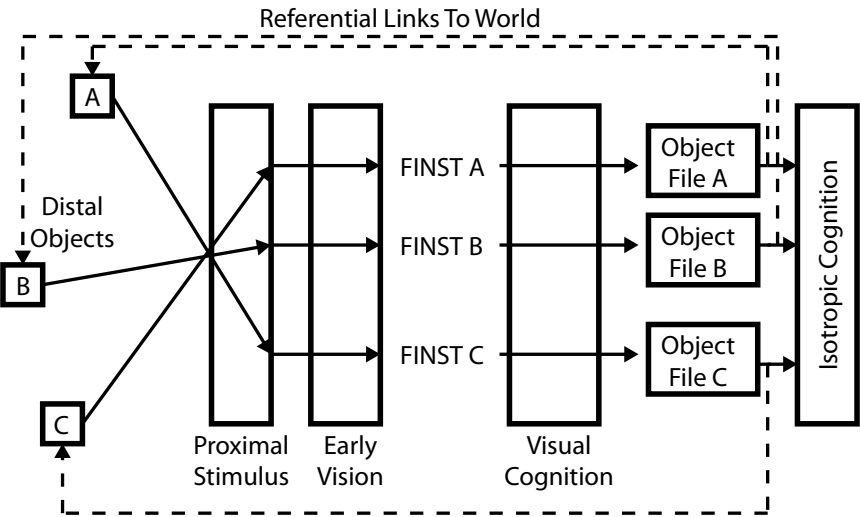 Referential Links To World
A
Distal
Objects
B
C
FINST A
FINST B
FINST C
Object
File A
Object
File B
Object
File C
Isotropic Cognition
Proximal
Stimulus
Early
Vision
Visual
Cognition